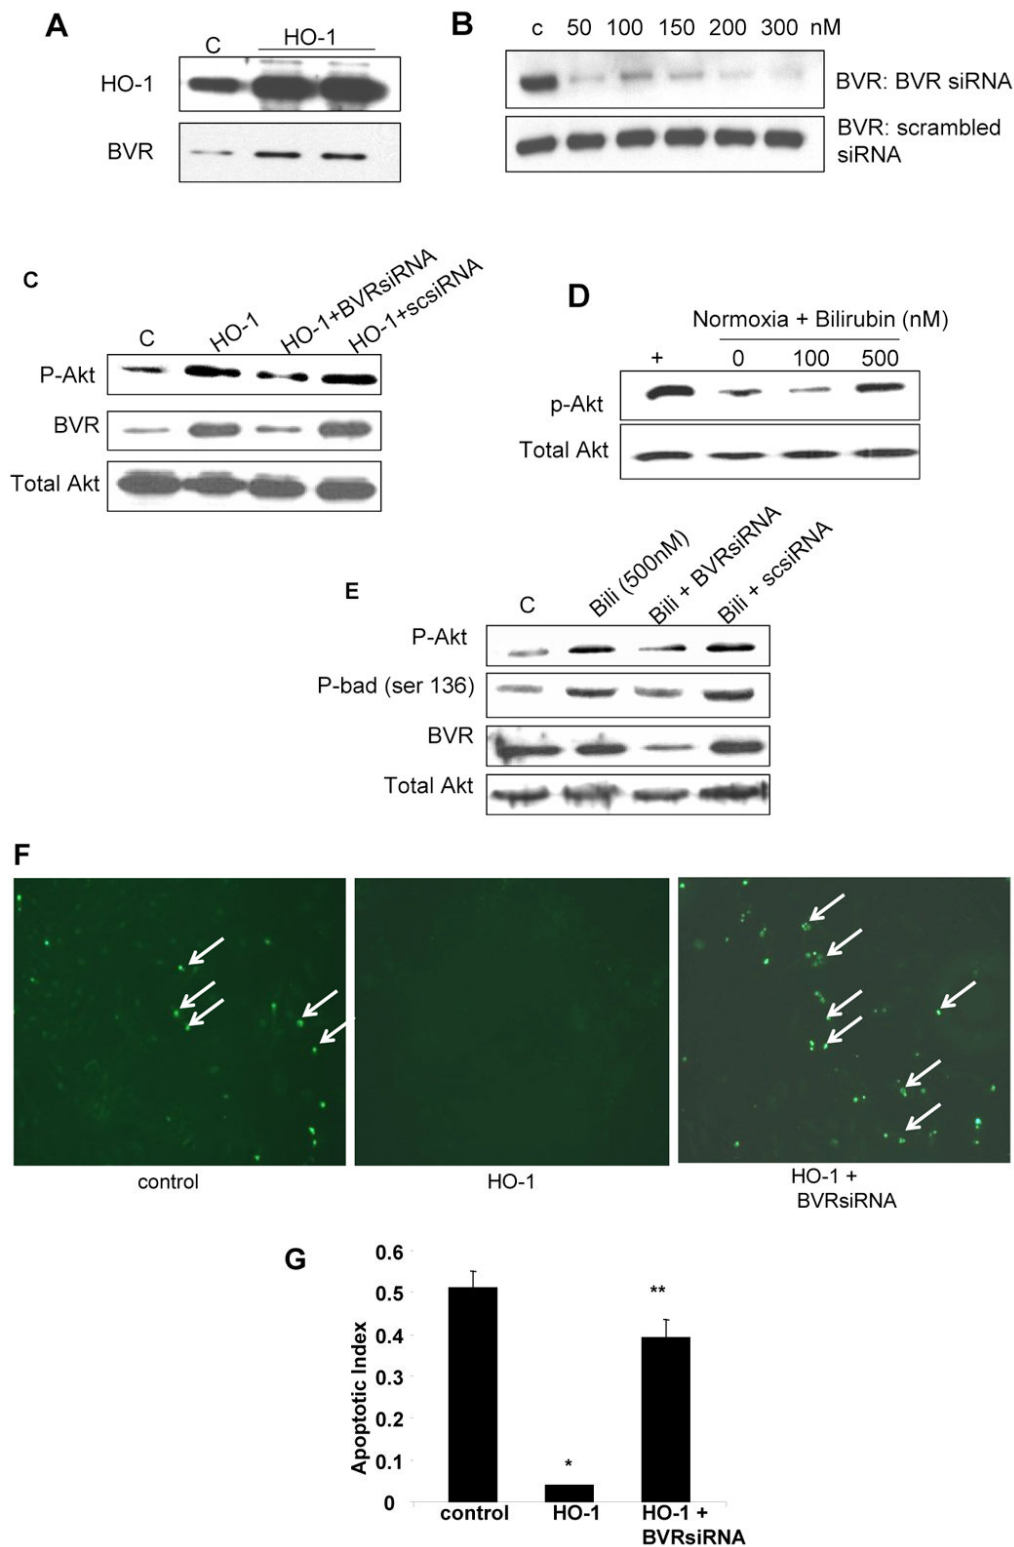 A
C
HO-1
HO-1
BVR
B
c 50 100 150 200 300 nM
BVR: BVR siRNA
BVR: scrambled
siRNA
C
C
HO-1
HO-1+BVRsiRNA
HO-1+scsiRNA
P-Akt
BVR
Total Akt
D
Normoxia + Bilirubin (nM)
+ 0 100 500
p-Akt
Total Akt
E
C
Bili (500nM)
Bili + BVRsiRNA
Bili + scsiRNA
P-Akt
P-bad (ser 136)
BVR
Total Akt
F
control
HO-1
HO-1 +
BVRsiRNA
G
Apoptotic Index
0.6
0.5
0.4
0.3
0.2
0.1
0
*
**
control
HO-1
HO-1 +
BVRsiRNA